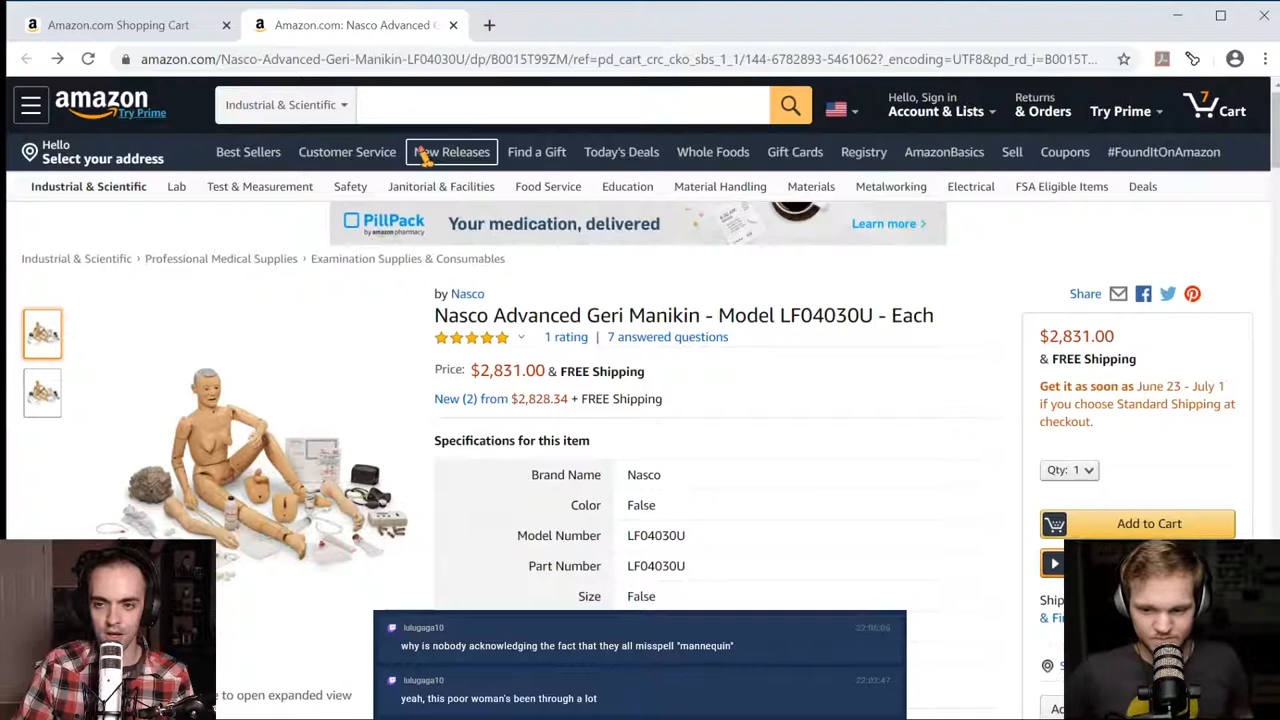 Amazon.com Shopping Cart
Amazon.com: Nasco Advanced G
amazon.com/Nasco-Advanced-Geri-Manikin-LF04030U/dp/B0015T99ZM/ref=pd_cart_crc_cko_sbs_1_1/144-6782893-5461062?_encoding=UTF8&pd_rd_i=B0015T...
amazon
Try Prime
Industrial & Scientific
Hello, Sign in
Account & Lists
Returns
& Orders
Try Prime
7
Cart
Hello
Select your address
Best Sellers
Customer Service
New Releases
Find a Gift
Today's Deals
Whole Foods
Gift Cards
Registry
AmazonBasics
Sell
Coupons
#FoundItOnAmazon
Industrial & Scientific
Lab
Test & Measurement
Safety
Janitorial & Facilities
Food Service
Education
Material Handling
Materials
Metalworking
Electrical
FSA Eligible Items
Deals
PillPack
by amazon pharmacy
Your medication, delivered
Learn more >
Industrial & Scientific › Professional Medical Supplies › Examination Supplies & Consumables
by Nasco
Share
Nasco Advanced Geri Manikin - Model LF04030U - Each
1 rating | 7 answered questions
Price: $2,831.00 & FREE Shipping
New (2) from $2,828.34 + FREE Shipping
Specifications for this item
Brand Name Nasco
Color False
Model Number LF04030U
Part Number LF04030U
Size False
$2,831.00
& FREE Shipping
Get it as soon as June 23 - July 1
if you choose Standard Shipping at
checkout.
Qty: 1
Add to Cart
Ship
& Fi
e to open expanded view
lulugaga10
22:06:05
why is nobody acknowledging the fact that they all misspell "mannequin"
lulugaga10
22:03:47
yeah, this poor woman's been through a lot